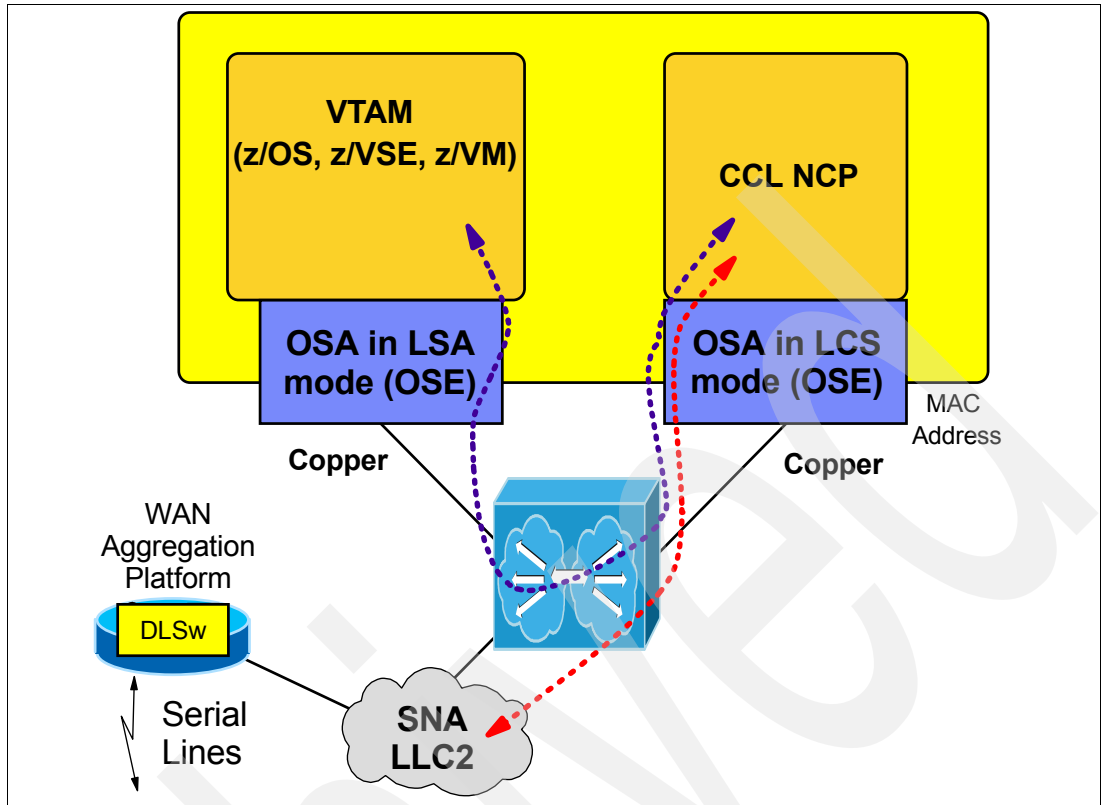 VTAM
(z/OS, z/VSE, z/VM)
CCL NCP
OSA in LSA
mode (OSE)
OSA in LCS
mode (OSE)
MAC
Address
Copper
Copper
WAN
Aggregation
Platform
DLSw
Serial
Lines
SNA
LLC2